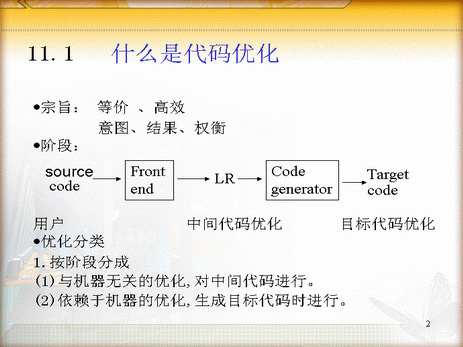 11.1 什么是代码优化
●宗旨： 等价 、高效
意图、结果、权衡
●阶段：
source code
Front end
LR
Code generator
Target code
用户 中间代码优化 目标代码优化
●优化分类
1.按阶段分成
(1)与机器无关的优化,对中间代码进行。
(2)依赖于机器的优化,生成目标代码时进行。
2